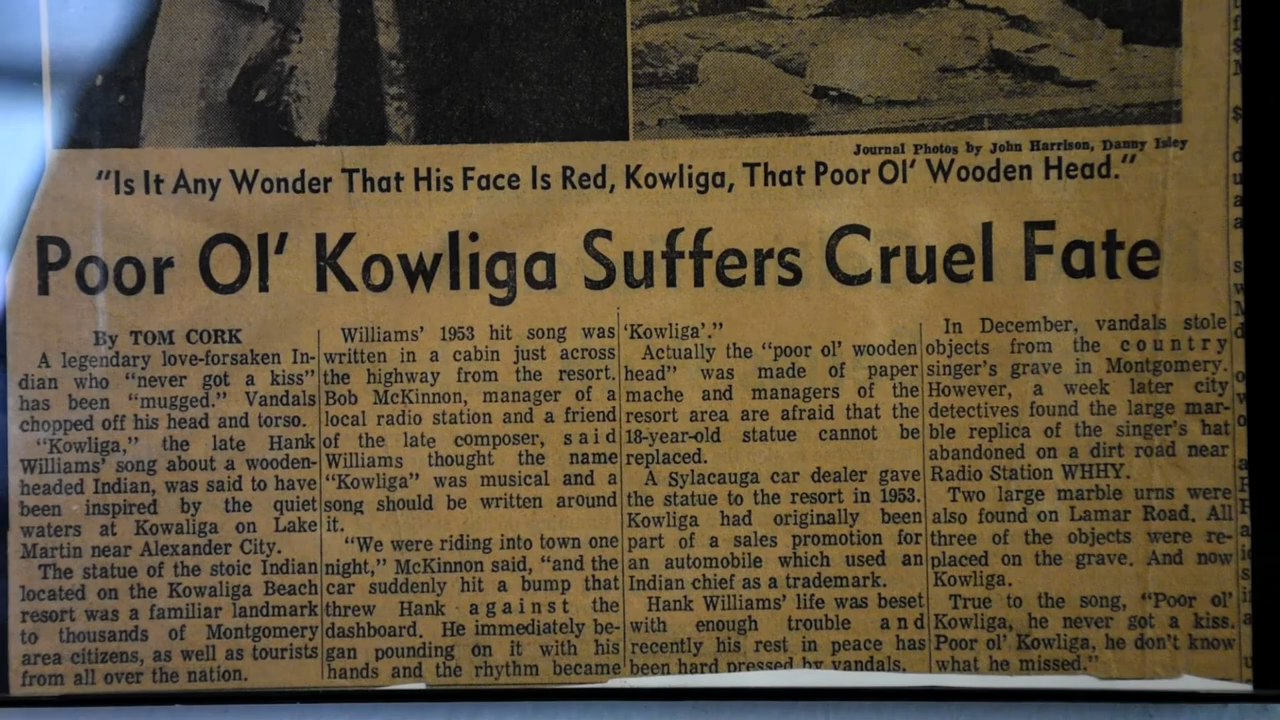 Journal Photos by John Harrison, Danny Isley
"Is It Any Wonder That His Face Is Red, Kowliga, That Poor Ol' Wooden Head."
Poor Ol' Kowliga Suffers Cruel Fate
By TOM CORK
A legendary love-forsaken In-
dian who "never got a kiss"
has been "mugged." Vandals
chopped off his head and torso.
"Kowliga," the late Hank
Williams' song about a wooden-
headed Indian, was said to have
been inspired by the quiet
waters at Kowaliga on Lake
Martin near Alexander City.
The statue of the stoic Indian
located on the Kowaliga Beach
resort was a familiar landmark
to thousands of Montgomery
area citizens, as well as tourists
from all over the nation.
Williams' 1953 hit song was
written in a cabin just across
the highway from the resort.
Bob McKinnon, manager of a
local radio station and a friend
of the late composer, said
Williams thought the name
"Kowliga" was musical and a
song should be written around
it.
"We were riding into town one
night," McKinnon said, "and the
car suddenly hit a bump that
threw Hank against the
dashboard. He immediately be-
gan pounding on it with his
hands and the rhythm became
'Kowliga'."
Actually the "poor ol' wooden
head" was made of paper
mache and managers of the
resort area are afraid that the
18-year-old statue cannot be
replaced.
A Sylacauga car dealer gave
the statue to the resort in 1953.
Kowliga had originally been
part of a sales promotion for
an automobile which used an
Indian chief as a trademark.
Hank Williams' life was beset
with enough trouble and
recently his rest in peace has
been hard pressed by vandals.
In December, vandals stole
objects from the country
singer's grave in Montgomery.
However, a week later city
detectives found the large mar-
ble replica of the singer's hat
abandoned on a dirt road near
Radio Station WHHY.
Two large marble urns were
also found on Lamar Road. All
three of the objects were re-
placed on the grave. And now
Kowliga.
True to the song, "Poor ol'
Kowliga, he never got a kiss.
Poor ol' Kowliga, he don't know
what he missed."